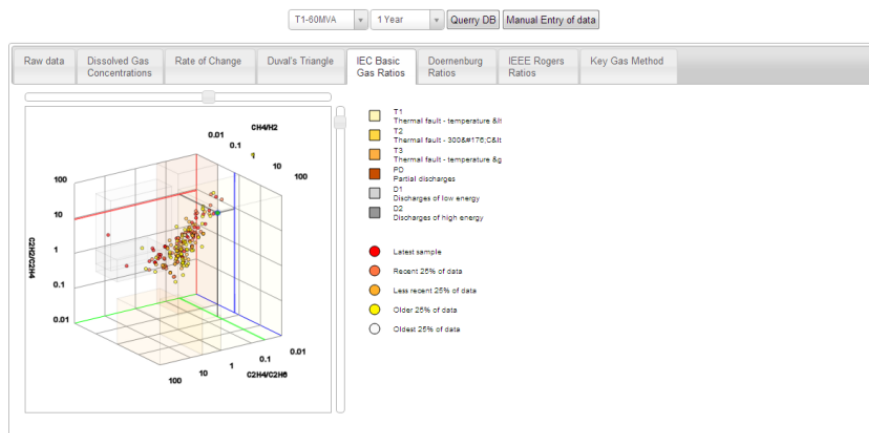 T1-60MVA 1 Year Querry DB Manual Entry of data
Raw data
Dissolved Gas
Concentrations
Rate of Change
Duval's Triangle
IEC Basic
Gas Ratios
Doernenburg
Ratios
IEEE Rogers
Ratios
Key Gas Method
CH4/H2
0.01
0.1
1
10
100
C2H2/C2H4
100
10
1
0.1
0.01
100
10
1
0.1
0.01
C2H4/C2H6
T1
Thermal fault - temperature &lt
T2
Thermal fault - 300&#176;C&lt
T3
Thermal fault - temperature &g
PD
Partial discharges
D1
Discharges of low energy
D2
Discharges of high energy
Latest sample
Recent 25% of data
Less recent 25% of data
Older 25% of data
Oldest 25% of data